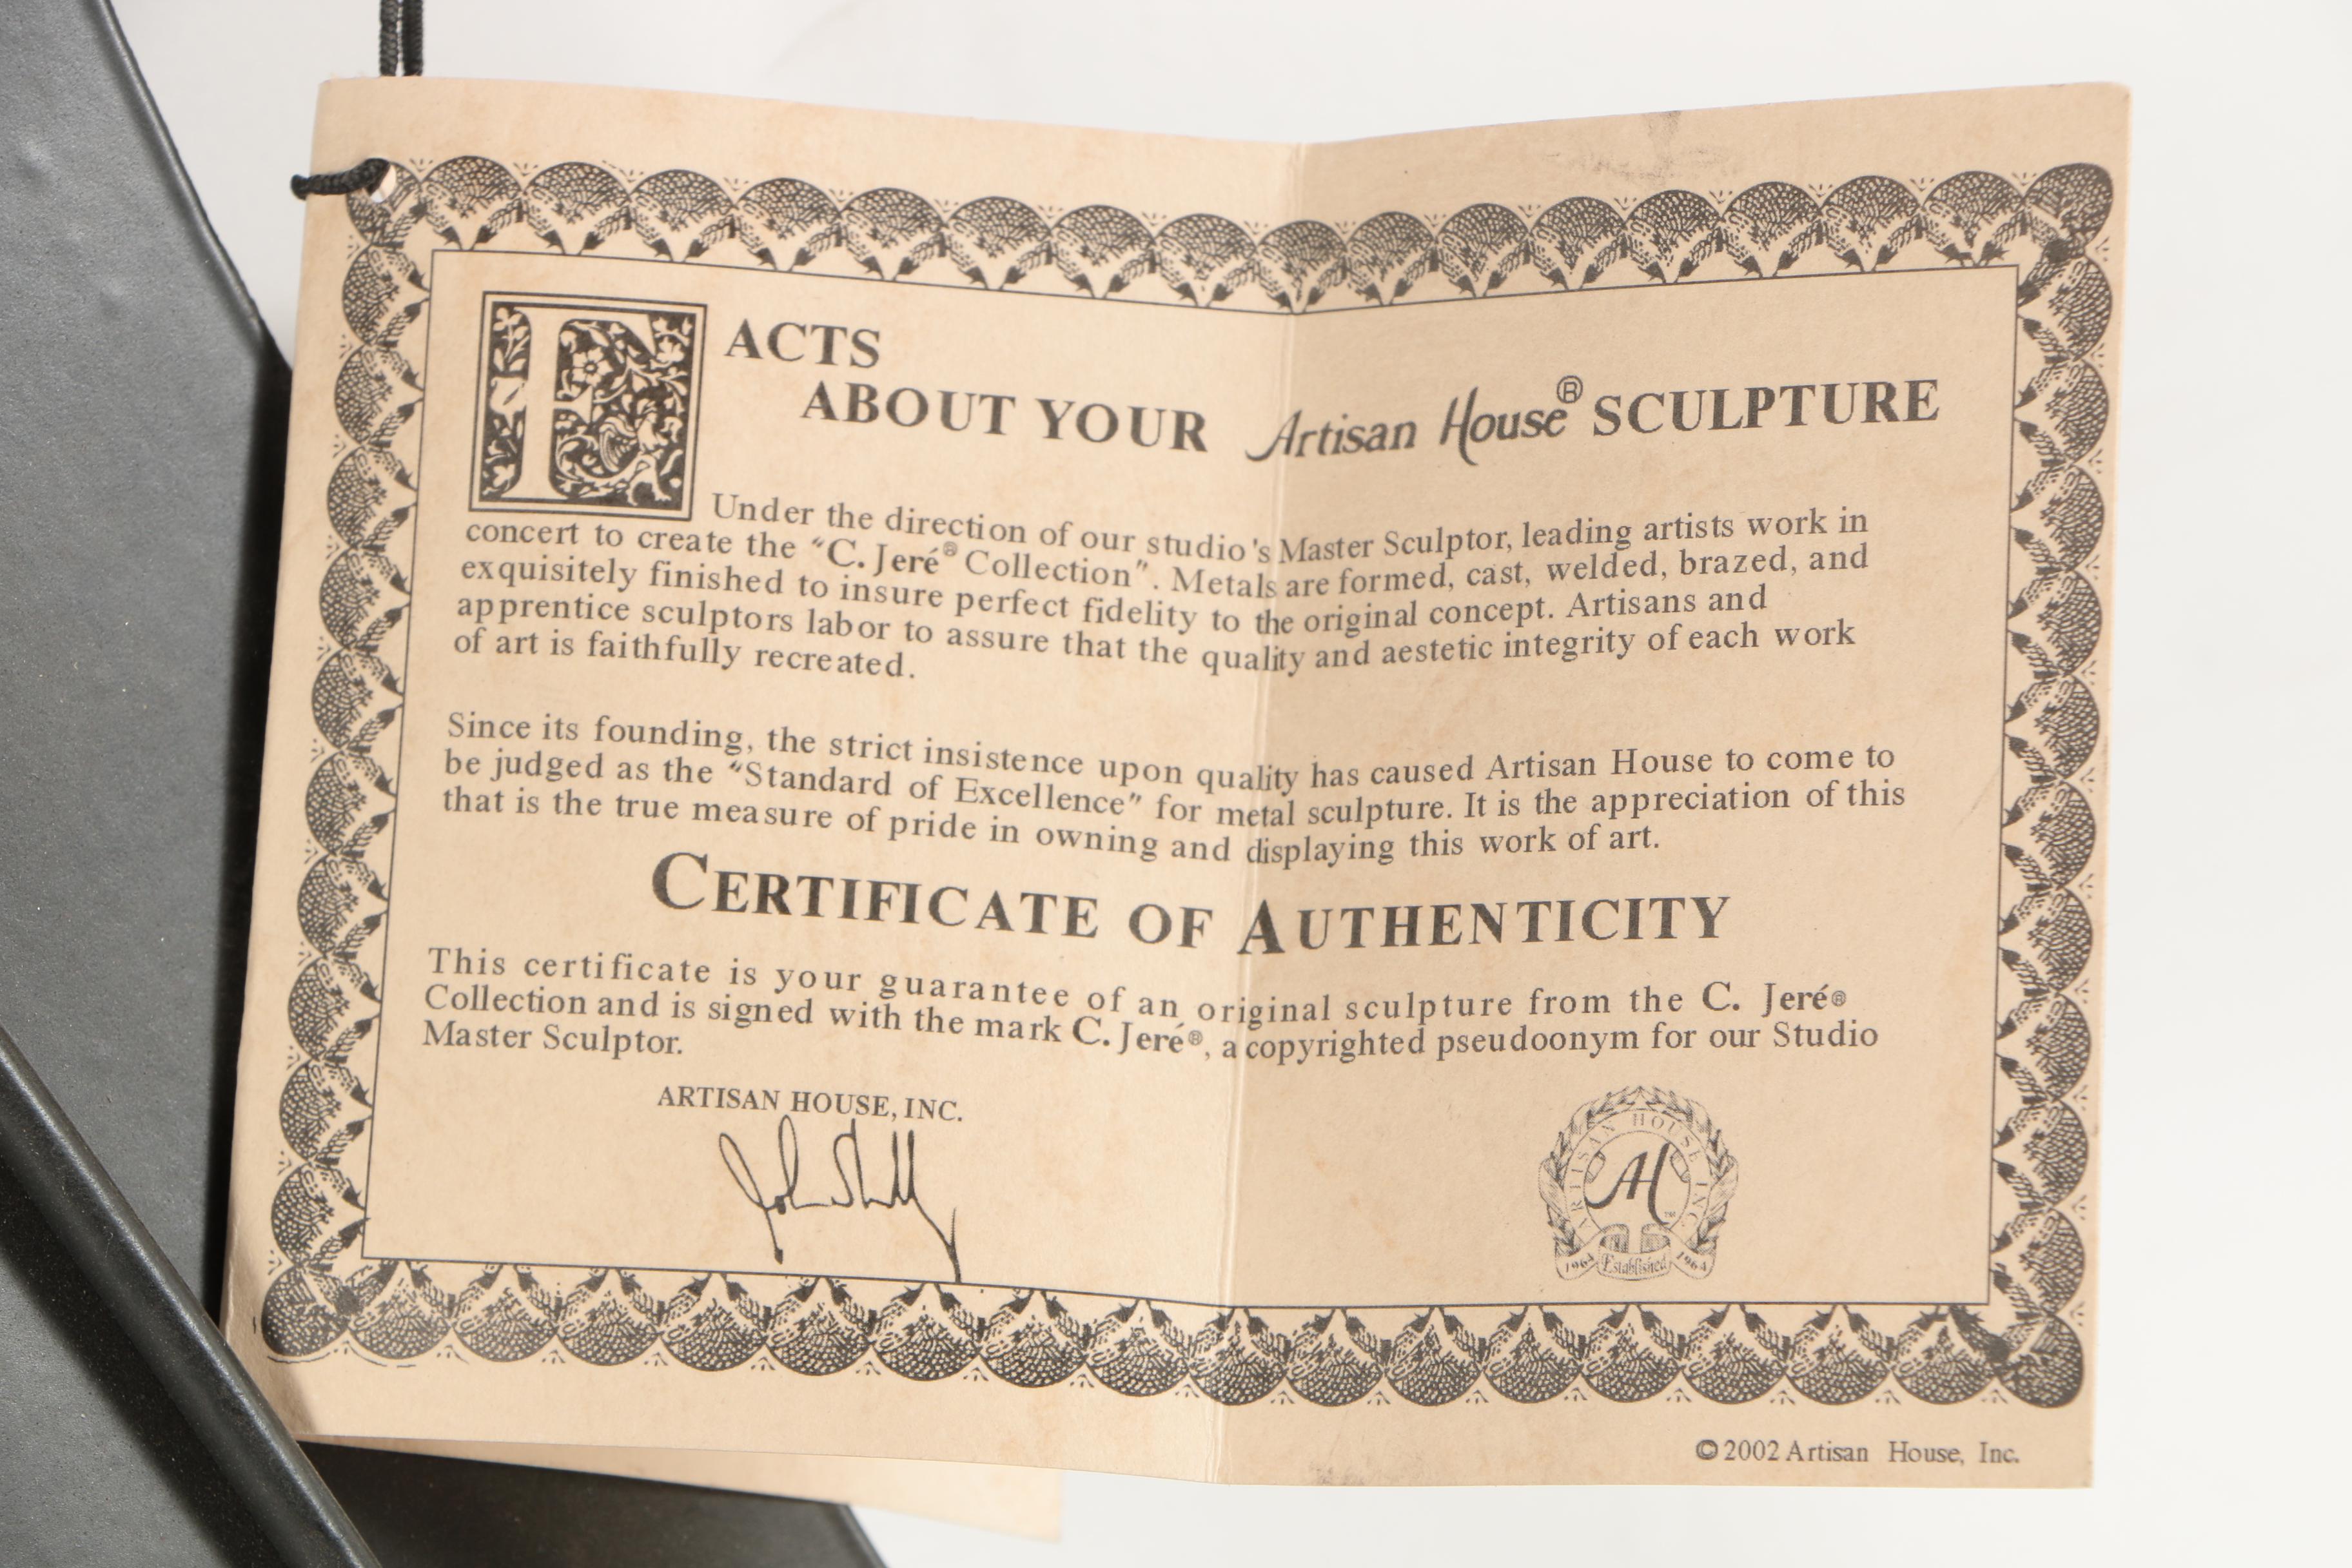 FACTS
ABOUT YOUR Artisan House® SCULPTURE
Under the direction of our studio's Master Sculptor, leading artists work in
concert to create the “C. Jeré® Collection”. Metals are formed, cast, welded, brazed, and
exquisitely finished to insure perfect fidelity to the original concept. Artisans and
apprentice sculptors labor to assure that the quality and aestetic integrity of each work
of art is faithfully recreated.
Since its founding, the strict insistence upon quality has caused Artisan House to come to
be judged as the “Standard of Excellence” for metal sculpture. It is the appreciation of this
that is the true measure of pride in owning and displaying this work of art.
CERTIFICATE OF AUTHENTICITY
This certificate is your guarantee of an original sculpture from the C. Jeré®
Collection and is signed with the mark C. Jeré®, a copyrighted pseudoonym for our Studio
Master Sculptor.
ARTISAN HOUSE, INC.
ARTISAN HOUSE INC.
AH™
1964 Established 1964
© 2002 Artisan House, Inc.